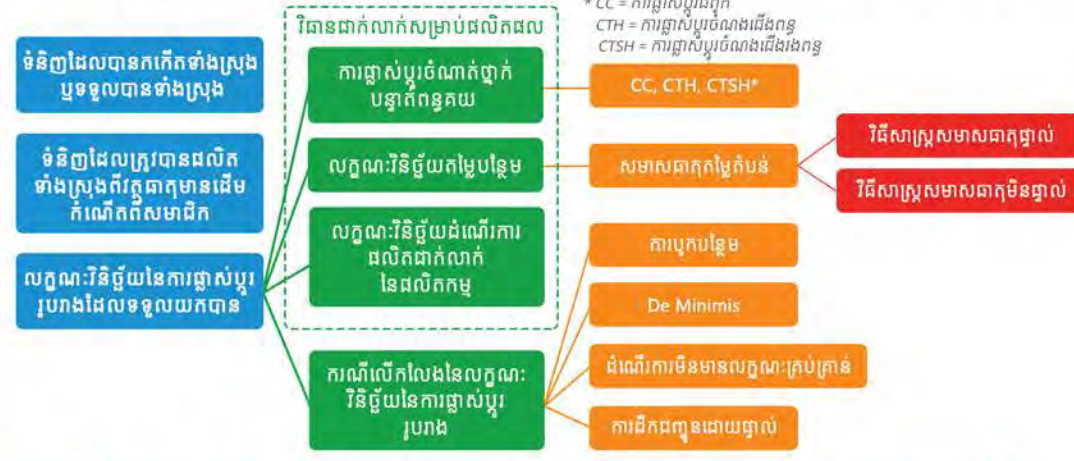 * CC = ការផ្លាស់ប្ដូរជំពូក
CTH = ការផ្លាស់ប្ដូរចំណងជើងពន្ធ
CTSH = ការផ្លាស់ប្ដូរចំណងជើងរងពន្ធ
វិធានជាក់លាក់សម្រាប់ផលិតផល
ទំនិញដែលបានកកើតទាំងស្រុង
ឬទទួលបានទាំងស្រុង
ការផ្លាស់ប្ដូរចំណាត់ថ្នាក់
បន្ទាត់ពន្ធគយ
CC, CTH, CTSH*
ទំនិញដែលត្រូវបានផលិត
ទាំងស្រុងពីវត្ថុធាតុមានដើម
កំណើតពីសមាជិក
លក្ខណៈវិនិច្ឆ័យតម្លៃបន្ថែម
សមាសធាតុតម្លៃតំបន់
វិធីសាស្ត្រសមាសធាតុផ្ទាល់
វិធីសាស្ត្រសមាសធាតុមិនផ្ទាល់
លក្ខណៈវិនិច្ឆ័យដំណើរការ
ផលិតជាក់លាក់
នៃផលិតកម្ម
លក្ខណៈវិនិច្ឆ័យនៃការផ្លាស់ប្ដូរ
រូបរាងដែលទទួលយកបាន
ករណីលើកលែងនៃលក្ខណៈ
វិនិច្ឆ័យនៃការផ្លាស់ប្ដូរ
រូបរាង
ការបូកបន្ថែម
De Minimis
ដំណើរការមិនមានលក្ខណៈគ្រប់គ្រាន់
ការដឹកជញ្ជូនដោយផ្ទាល់